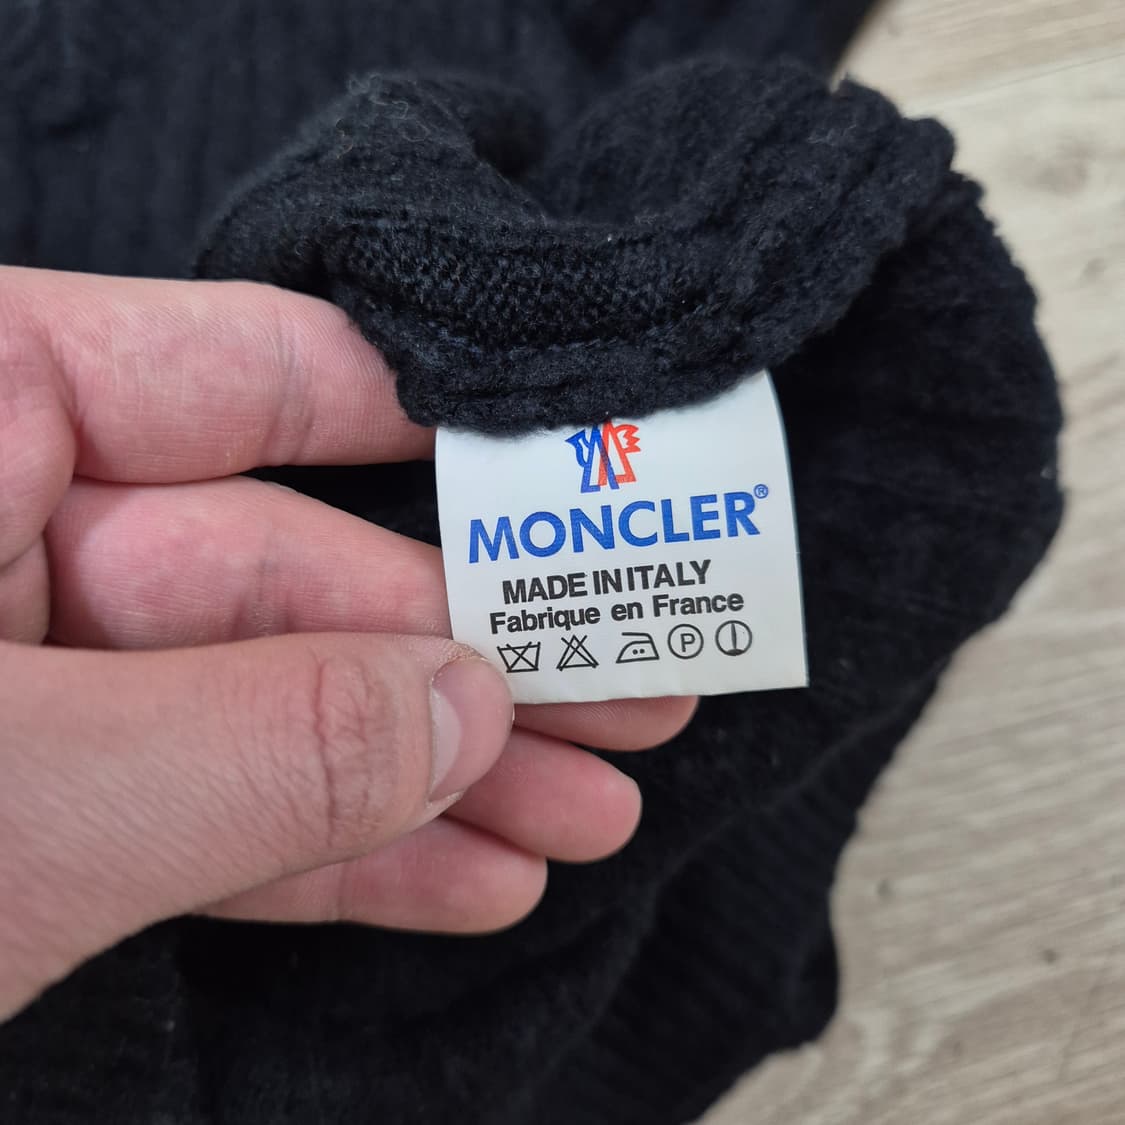 MONCLER®
MADE IN ITALY
Fabrique en France
P